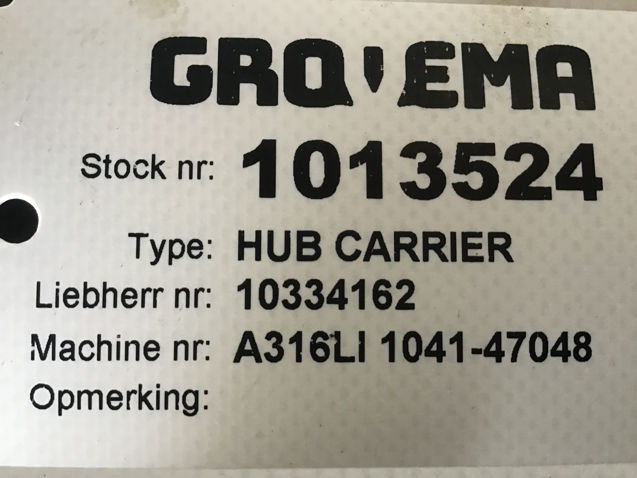 GROVEMA
Stock nr: 1013524
Type: HUB CARRIER
Liebherr nr: 10334162
Machine nr: A316LI 1041-47048
Opmerking: